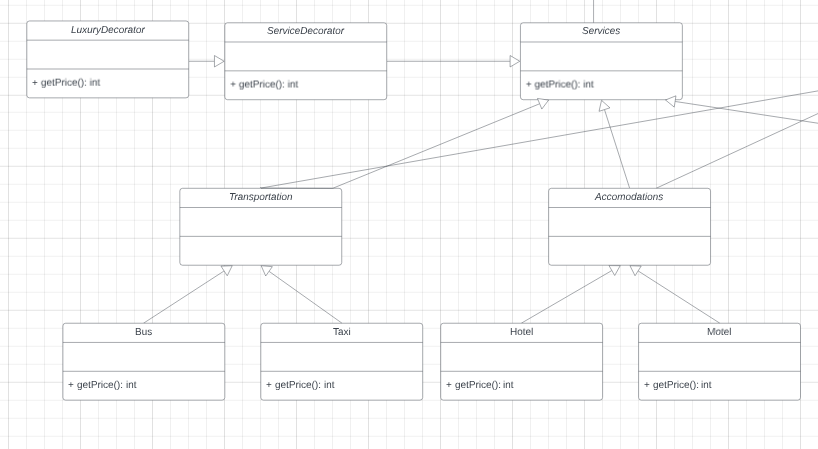 LuxuryDecorator
+ getPrice(): int
ServiceDecorator
+ getPrice(): int
Services
+ getPrice(): int
Transportation
Accomodations
Bus
+ getPrice(): int
Taxi
+ getPrice(): int
Hotel
+ getPrice(): int
Motel
+ getPrice(): int